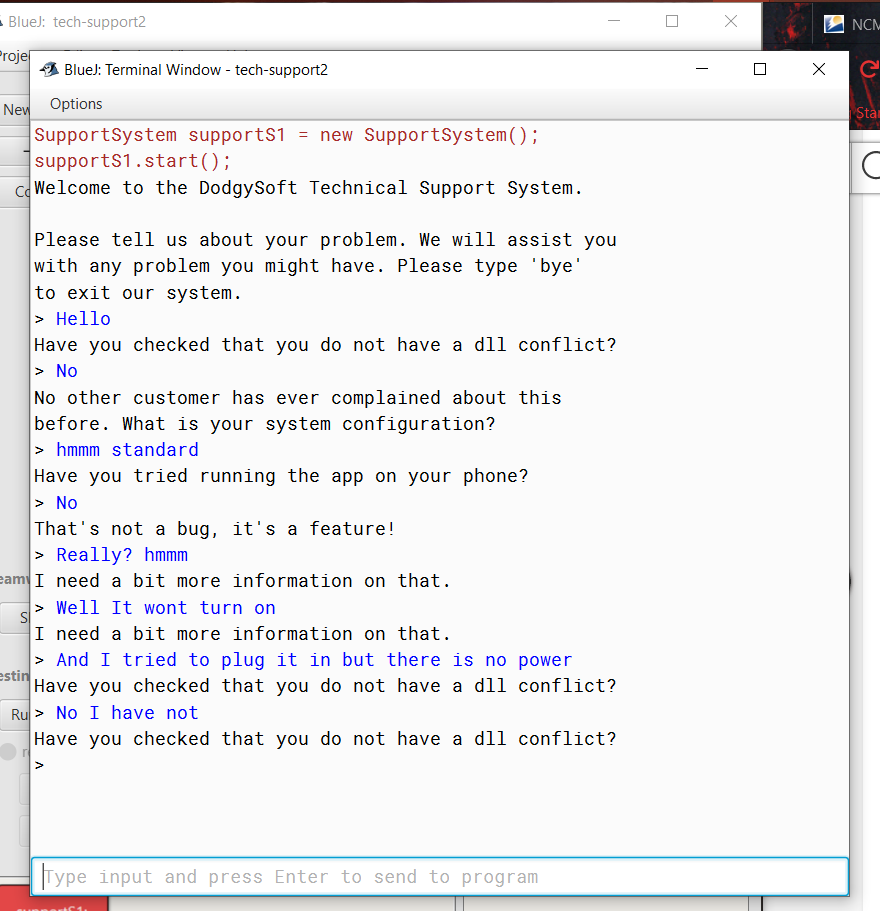 BlueJ: tech-support2
NCM
BlueJ: Terminal Window - tech-support2
Options
New
SupportSystem supportS1 = new SupportSystem();
supportS1.start();
Welcome to the DodgySoft Technical Support System.
Please tell us about your problem. We will assist you
with any problem you might have. Please type 'bye'
to exit our system.
> Hello
Have you checked that you do not have a dll conflict?
> No
No other customer has ever complained about this
before. What is your system configuration?
> hmmm standard
Have you tried running the app on your phone?
> No
That's not a bug, it's a feature!
> Really? hmmm
I need a bit more information on that.
> Well It wont turn on
I need a bit more information on that.
> And I tried to plug it in but there is no power
Have you checked that you do not have a dll conflict?
> No I have not
Have you checked that you do not have a dll conflict?
>
Type input and press Enter to send to program